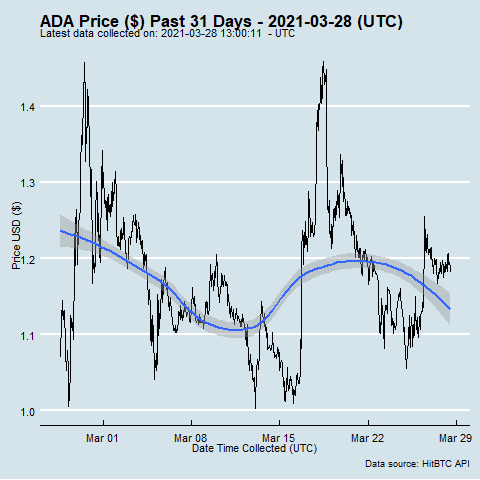 ADA Price ($) Past 31 Days - 2021-03-28 (UTC)
Latest data collected on: 2021-03-28 13:00:11 - UTC
Price USD ($)
1.4
1.3
1.2
1.1
1.0
Mar 01 Mar 08 Mar 15 Mar 22 Mar 29
Date Time Collected (UTC)
Data source: HitBTC API